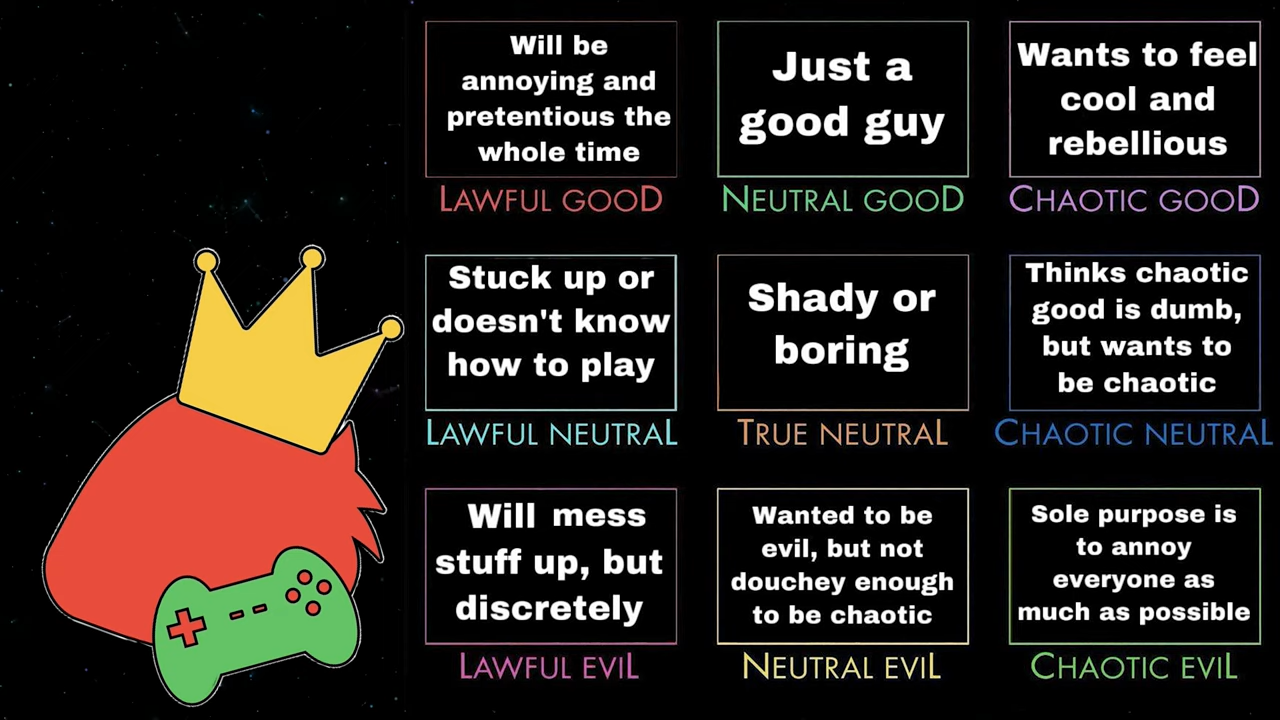 Will be
annoying and
pretentious the
whole time
LAWFUL GOOD
Just a
good guy
NEUTRAL GOOD
Wants to feel
cool and
rebellious
CHAOTIC GOOD
Stuck up or
doesn't know
how to play
LAWFUL NEUTRAL
Shady or
boring
TRUE NEUTRAL
Thinks chaotic
good is dumb,
but wants to
be chaotic
CHAOTIC NEUTRAL
Will mess
stuff up, but
discretely
LAWFUL EVIL
Wanted to be
evil, but not
douchey enough
to be chaotic
NEUTRAL EVIL
Sole purpose is
to annoy
everyone as
much as possible
CHAOTIC EVIL